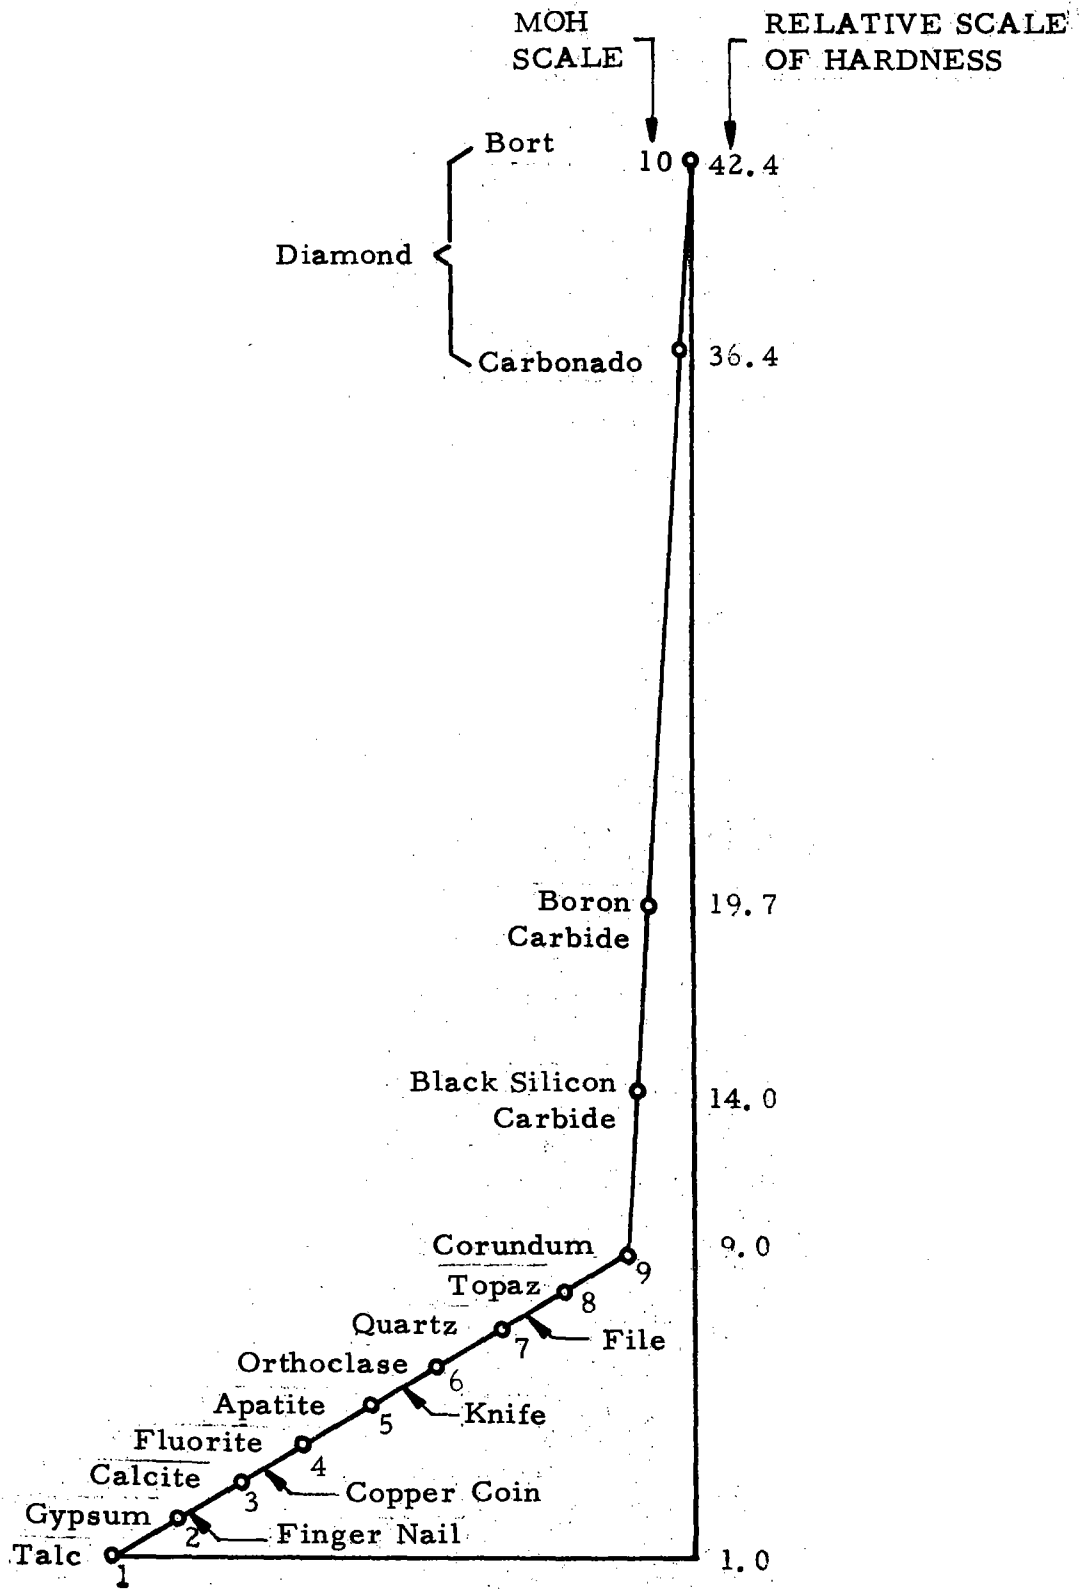 MOH
SCALE
RELATIVE SCALE
OF HARDNESS
Bort
10
42.4
Diamond
Carbonado
36.4
Boron
Carbide
19.7
Black Silicon
Carbide
14.0
Corundum
9
9.0
Topaz
8
Quartz
7
File
Orthoclase
6
Apatite
5
Knife
Fluorite
4
Calcite
3
Copper Coin
Gypsum
2
Finger Nail
Talc
1
1.0